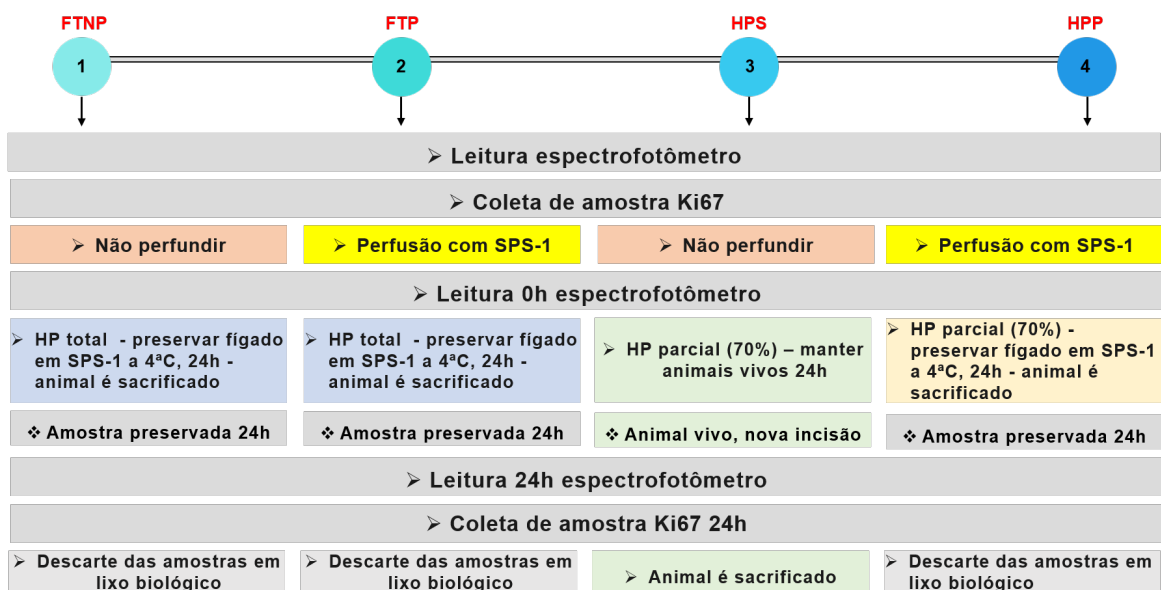 FTNP
FTP
HPS
HPP
1
2
3
4
➢ Leitura espectrofotômetro
➢ Coleta de amostra Ki67
➢ Não perfundir
➢ Perfusão com SPS-1
➢ Não perfundir
➢ Perfusão com SPS-1
➢ Leitura 0h espectrofotômetro
➢ HP total - preservar fígado
em SPS-1 a 4ªC, 24h -
animal é sacrificado
➢ HP total - preservar fígado
em SPS-1 a 4ªC, 24h -
animal é sacrificado
➢ HP parcial (70%) – manter
animais vivos 24h
➢ HP parcial (70%) -
preservar fígado em SPS-1
a 4ªC, 24h - animal é
sacrificado
❖ Amostra preservada 24h
❖ Amostra preservada 24h
❖ Animal vivo, nova incisão
❖ Amostra preservada 24h
➢ Leitura 24h espectrofotômetro
➢ Coleta de amostra Ki67 24h
➢ Descarte das amostras em
lixo biológico
➢ Descarte das amostras em
lixo biológico
➢ Animal é sacrificado
➢ Descarte das amostras em
lixo biológico